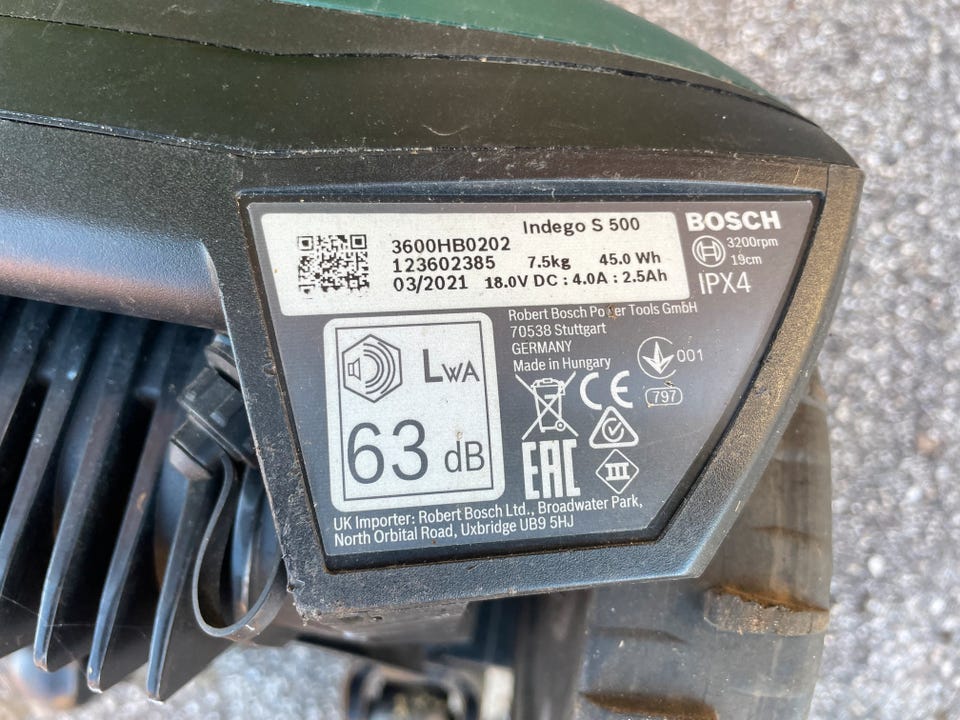 Indego S 500
3600HB0202
123602385 7.5kg 45.0 Wh
03/2021 18.0V DC : 4.0A : 2.5Ah
BOSCH
3200rpm
19cm
IPX4
Robert Bosch Power Tools GmbH
70538 Stuttgart
GERMANY
Made in Hungary
001
797
LWA
63 dB
CE
EAC
III
UK Importer: Robert Bosch Ltd., Broadwater Park,
North Orbital Road, Uxbridge UB9 5HJ